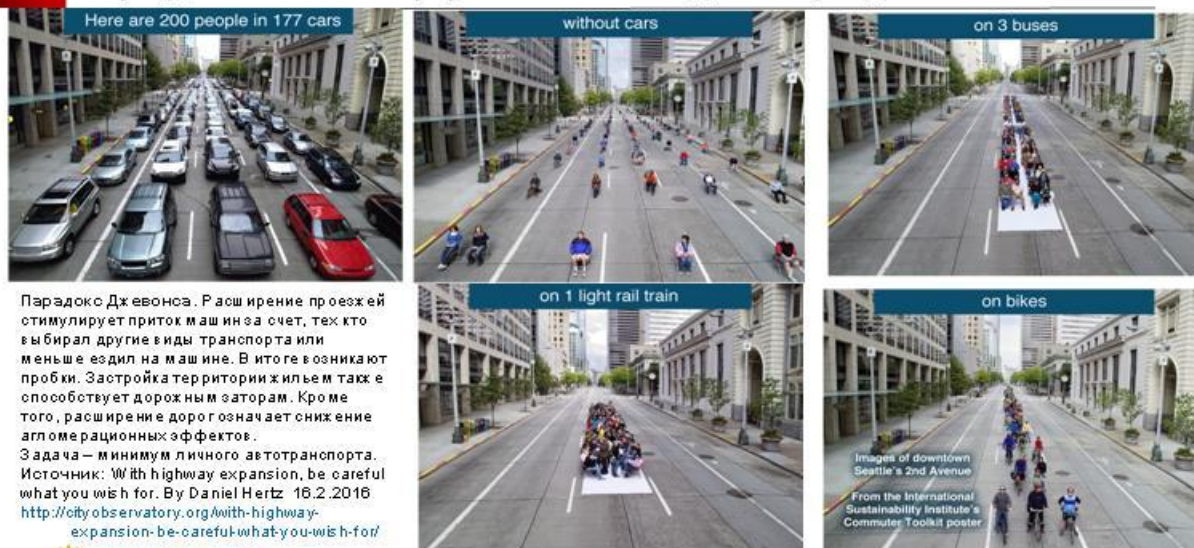 Here are 200 people in 177 cars
without cars
on 3 buses
Парадокс Джевонса. Расширение проезжей
стимулирует приток машин за счет, тех кто
выбирал другие виды транспорта или
меньше ездил на машине. В итоге возникают
пробки. Застройка территории жильем также
способствует дорожным заторам. Кроме
того, расширение дорог означает снижение
агломерационных эффектов.
Задача – минимум личного автотранспорта.
Источник: With highway expansion, be careful
what you wish for. By Daniel Hertz 16.2.2016
http://cityobservatory.org/with-highway-
expansion-be-careful-what-you-wish-for/
on 1 light rail train
on bikes
Images of downtown
Seattle's 2nd Avenue
From the International
Sustainability Institute's
Commuter Toolkit poster